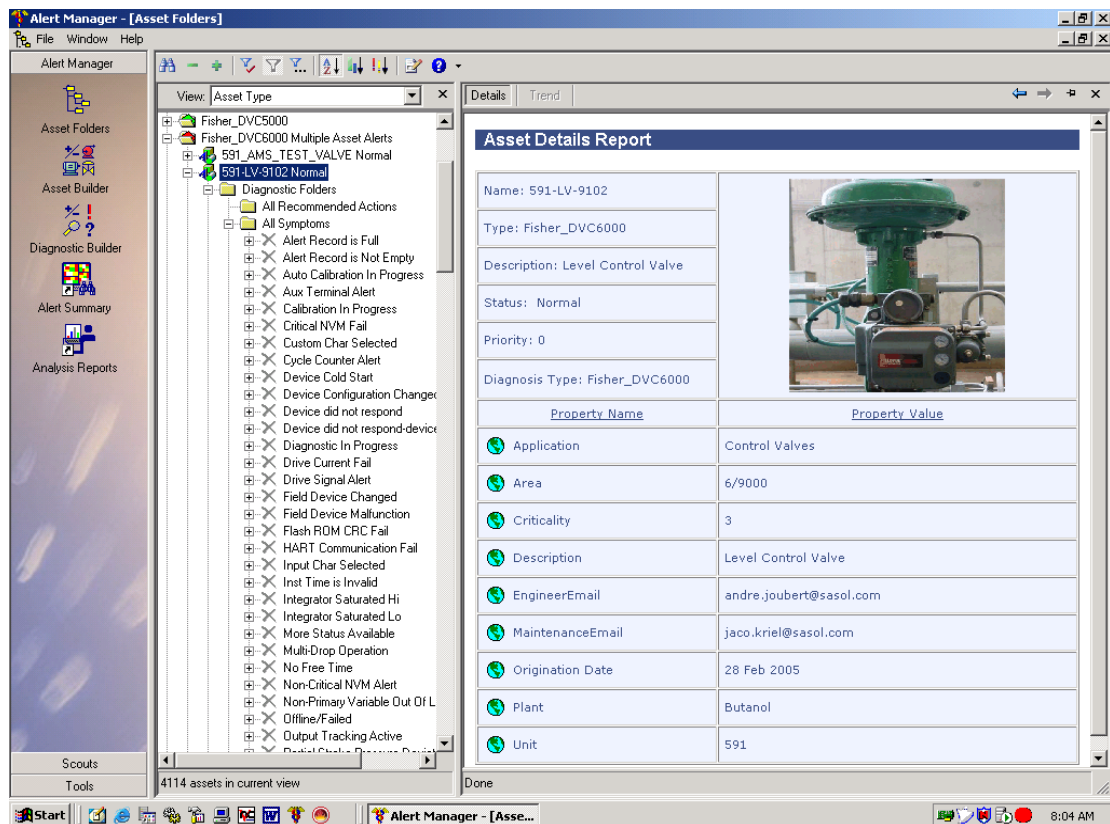 Alert Manager - [Asset Folders]
File Window Help
Alert Manager
Asset Folders
Asset Builder
Diagnostic Builder
Alert Summary
Analysis Reports
Scouts
Tools
View: Asset Type
Fisher_DVC5000
Fisher_DVC6000 Multiple Asset Alerts
591_AMS_TEST_VALVE Normal
591-LV-9102 Normal
Diagnostic Folders
All Recommended Actions
All Symptoms
Alert Record is Full
Alert Record is Not Empty
Auto Calibration In Progress
Aux Terminal Alert
Calibration In Progress
Critical NVM Fail
Custom Char Selected
Cycle Counter Alert
Device Cold Start
Device Configuration Changed
Device did not respond
Device did not respond-device
Diagnostic In Progress
Drive Current Fail
Drive Signal Alert
Field Device Changed
Field Device Malfunction
Flash ROM CRC Fail
HART Communication Fail
Input Char Selected
Inst Time is Invalid
Integrator Saturated Hi
Integrator Saturated Lo
More Status Available
Multi-Drop Operation
No Free Time
Non-Critical NVM Alert
Non-Primary Variable Out Of L
Offline/Failed
Output Tracking Active
4114 assets in current view
Details Trend
Asset Details Report
Name: 591-LV-9102
Type: Fisher_DVC6000
Description: Level Control Valve
Status: Normal
Priority: 0
Diagnosis Type: Fisher_DVC6000
Property Name Property Value
Application Control Valves
Area 6/9000
Criticality 3
Description Level Control Valve
EngineerEmail andre.joubert@sasol.com
MaintenanceEmail jaco.kriel@sasol.com
Origination Date 28 Feb 2005
Plant Butanol
Unit 591
Done
Start
Alert Manager - [Asse...
8:04 AM